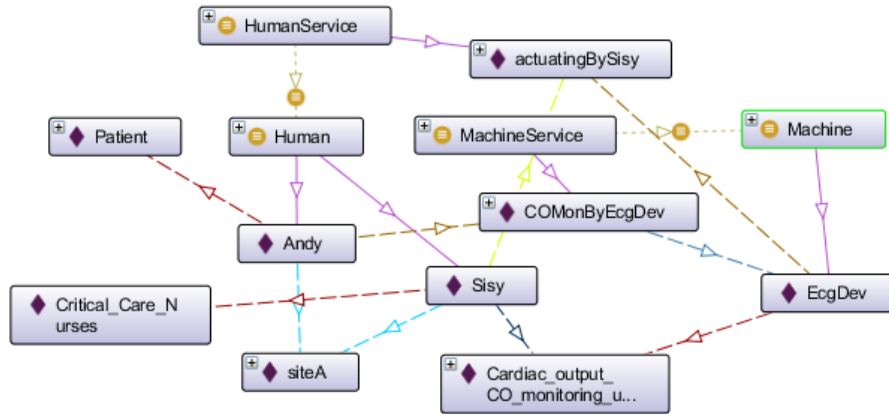 HumanService
actuatingBySisy
Patient
Human
MachineService
Machine
COMonByEcgDev
Andy
Critical_Care_N
urses
Sisy
EcgDev
siteA
Cardiac_output_
CO_monitoring_u...